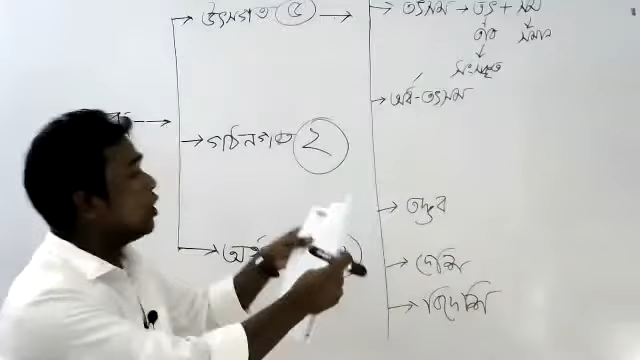 উৎসগত ৫ →
→ তৎসম → তৎ + সম
তার সমান
সংস্কৃত
→ অর্ধ-তৎসম
→ গঠনগত ২
→ তদ্ভব
→ দেশি
→ বিদেশি